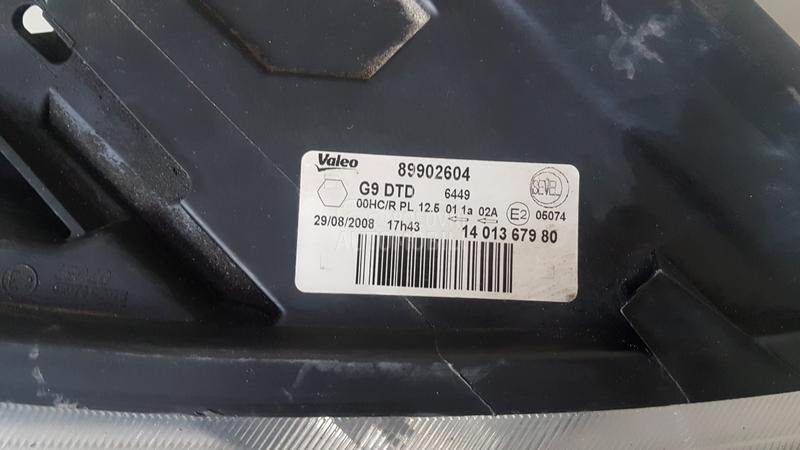 Valeo 89902604
G9 DTD 6449 SEVEL
00HC/R PL 12.5 01 1a 02A E2 05074
29/08/2008 17h43 14 013 679 80